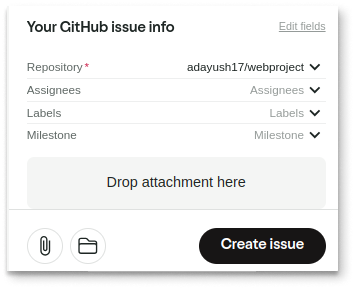 Your GitHub issue info
Edit fields
Repository* adayush17/webproject
Assignees Assignees
Labels Labels
Milestone Milestone
Drop attachment here
Create issue